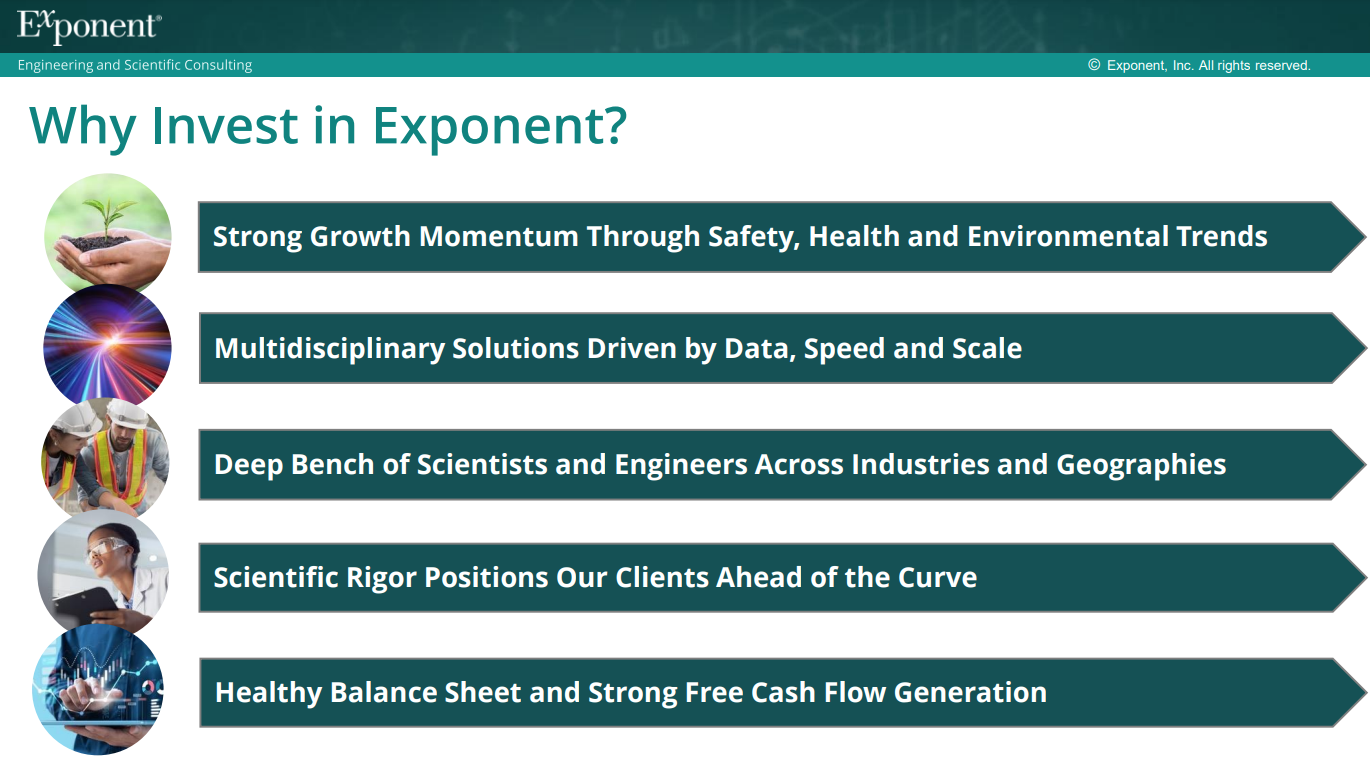 Exponent®
Engineering and Scientific Consulting
© Exponent, Inc. All rights reserved.
Why Invest in Exponent?
Strong Growth Momentum Through Safety, Health and Environmental Trends
Multidisciplinary Solutions Driven by Data, Speed and Scale
Deep Bench of Scientists and Engineers Across Industries and Geographies
Scientific Rigor Positions Our Clients Ahead of the Curve
Healthy Balance Sheet and Strong Free Cash Flow Generation